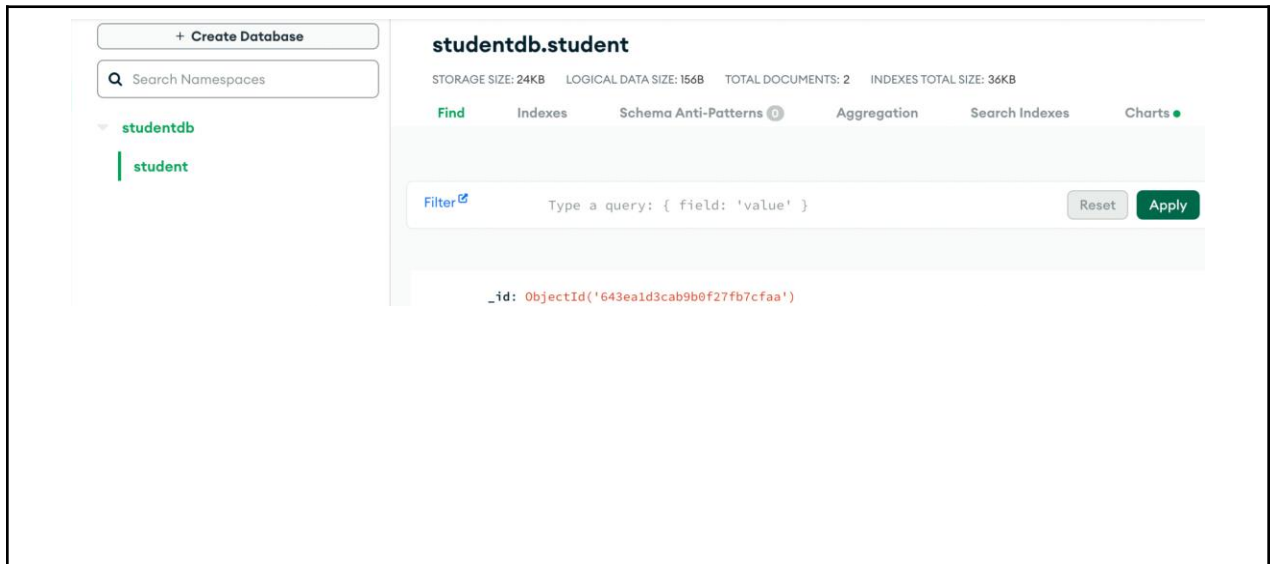 + Create Database
Search Namespaces
studentdb
student
studentdb.student
STORAGE SIZE: 24KB LOGICAL DATA SIZE: 156B TOTAL DOCUMENTS: 2 INDEXES TOTAL SIZE: 36KB
Find Indexes Schema Anti-Patterns 0 Aggregation Search Indexes Charts
Filter Type a query: { field: 'value' } Reset Apply
_id: ObjectId('643ea1d3cab9b0f27fb7cfaa')